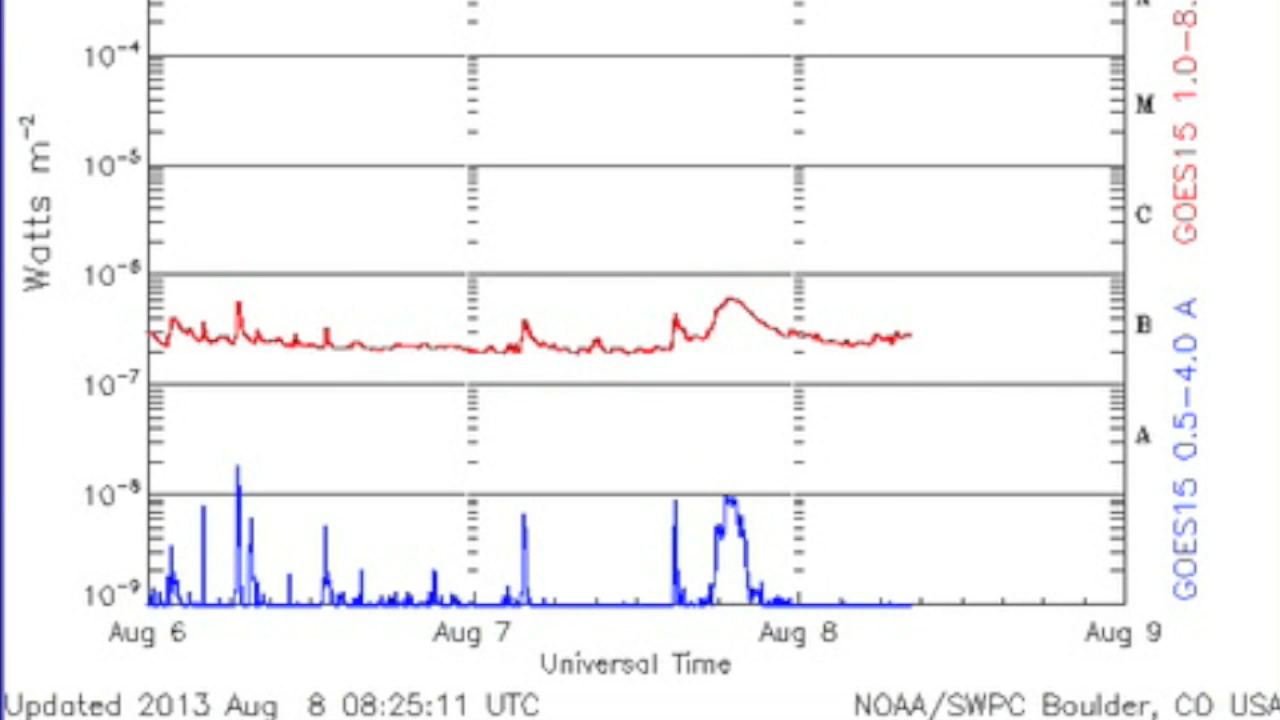 10-4
M
10-5
C
10-6
B
10-7
A
10-8
10-9
Watts m-2
GOES15 1.0-8.
GOES15 0.5-4.0 A
Aug 6 Aug 7 Aug 8 Aug 9
Universal Time
Updated 2013 Aug 8 08:25:11 UTC
NOAA/SWPC Boulder, CO USA